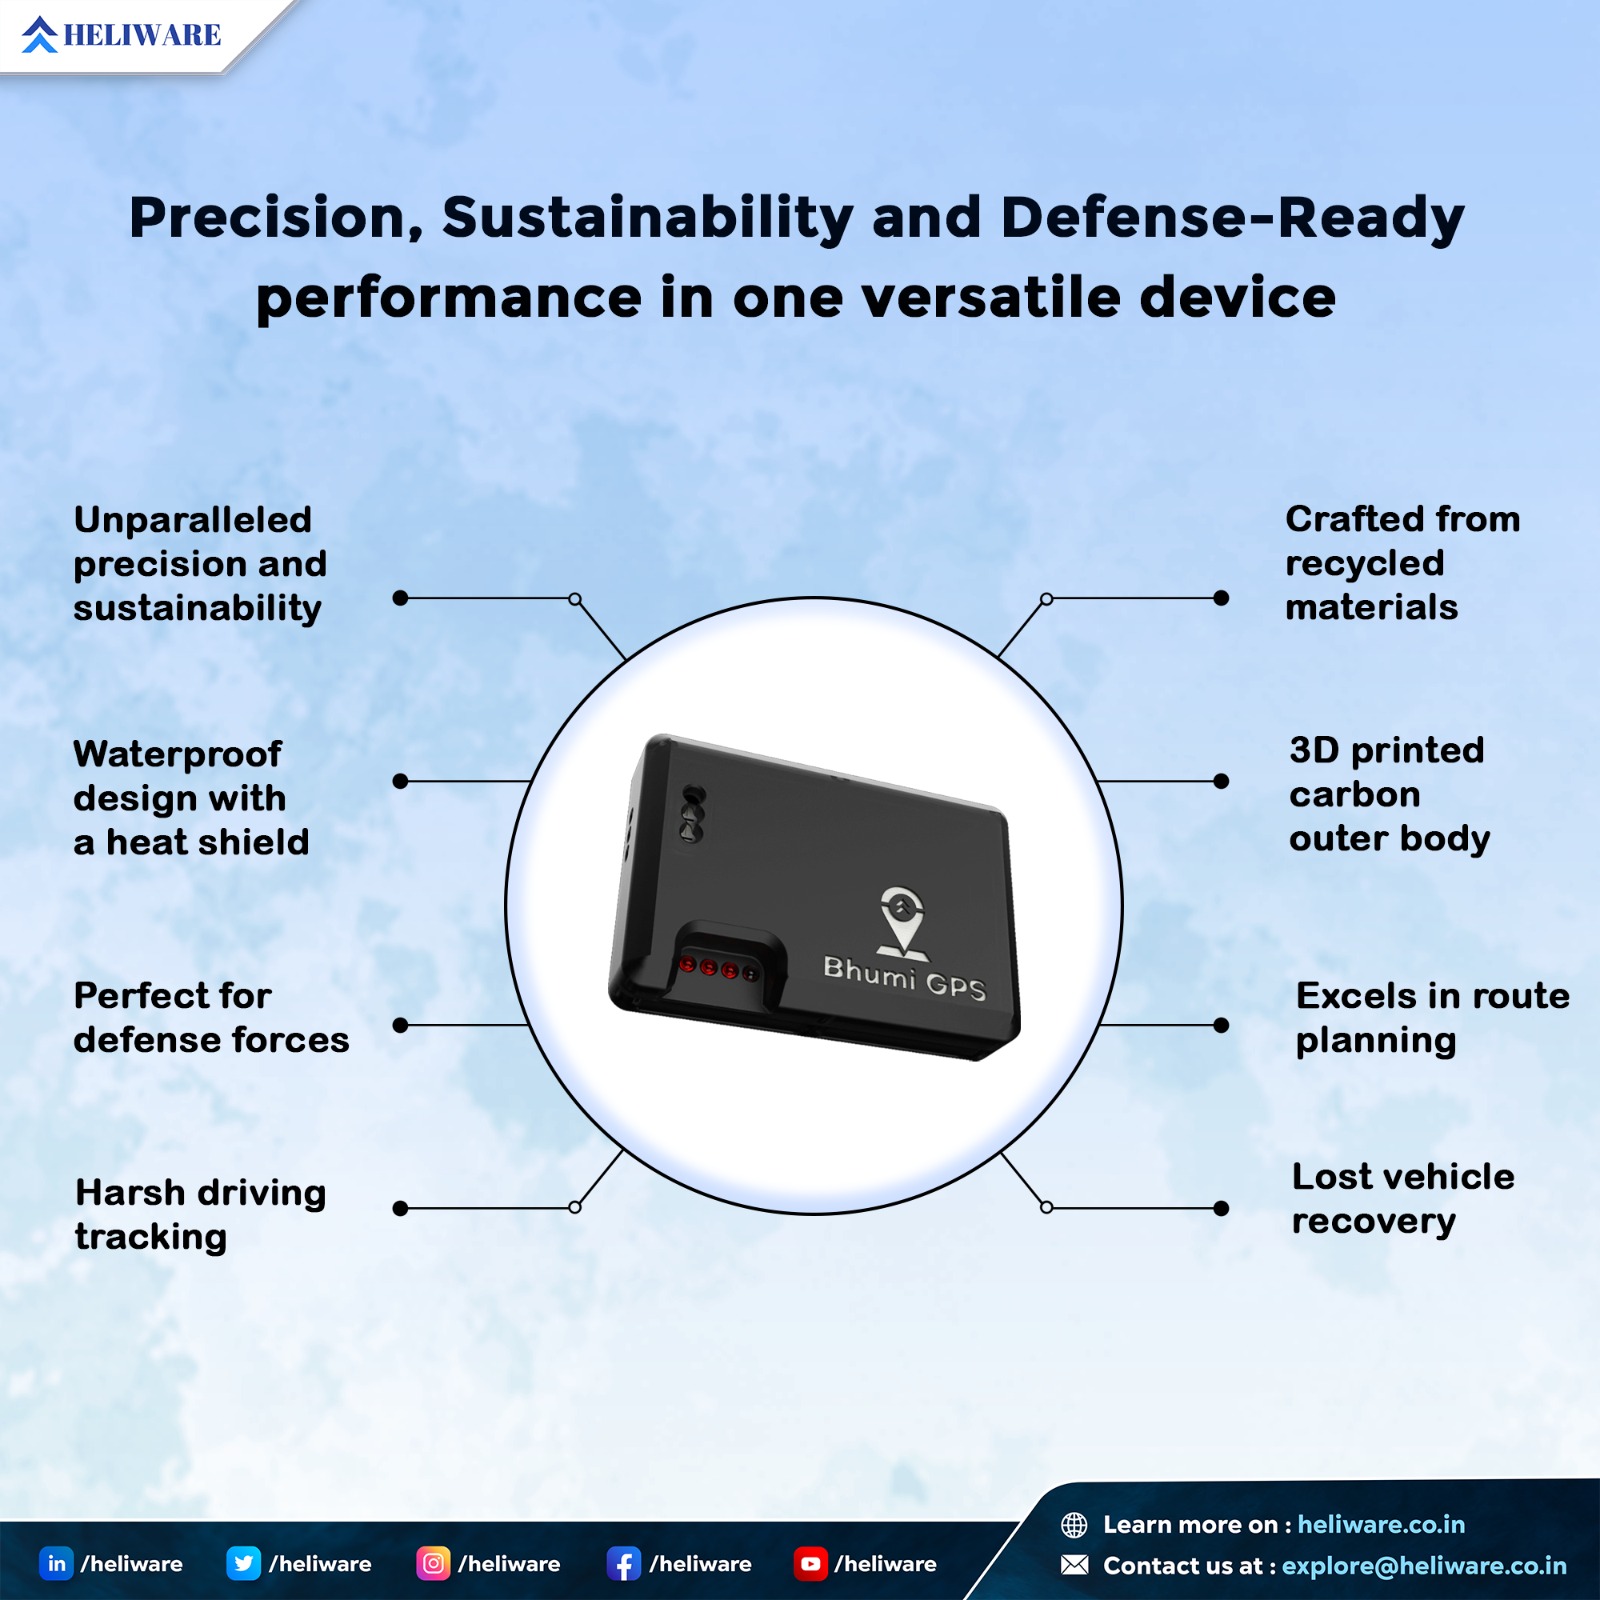 HELIWARE
Precision, Sustainability and Defense-Ready
performance in one versatile device
Unparalleled
precision and
sustainability
Waterproof
design with
a heat shield
Perfect for
defense forces
Harsh driving
tracking
Bhumi GPS
Crafted from
recycled
materials
3D printed
carbon
outer body
Excels in route
planning
Lost vehicle
recovery
in /heliware
/heliware
/heliware
/heliware
/heliware
Learn more on : heliware.co.in
Contact us at : explore@heliware.co.in